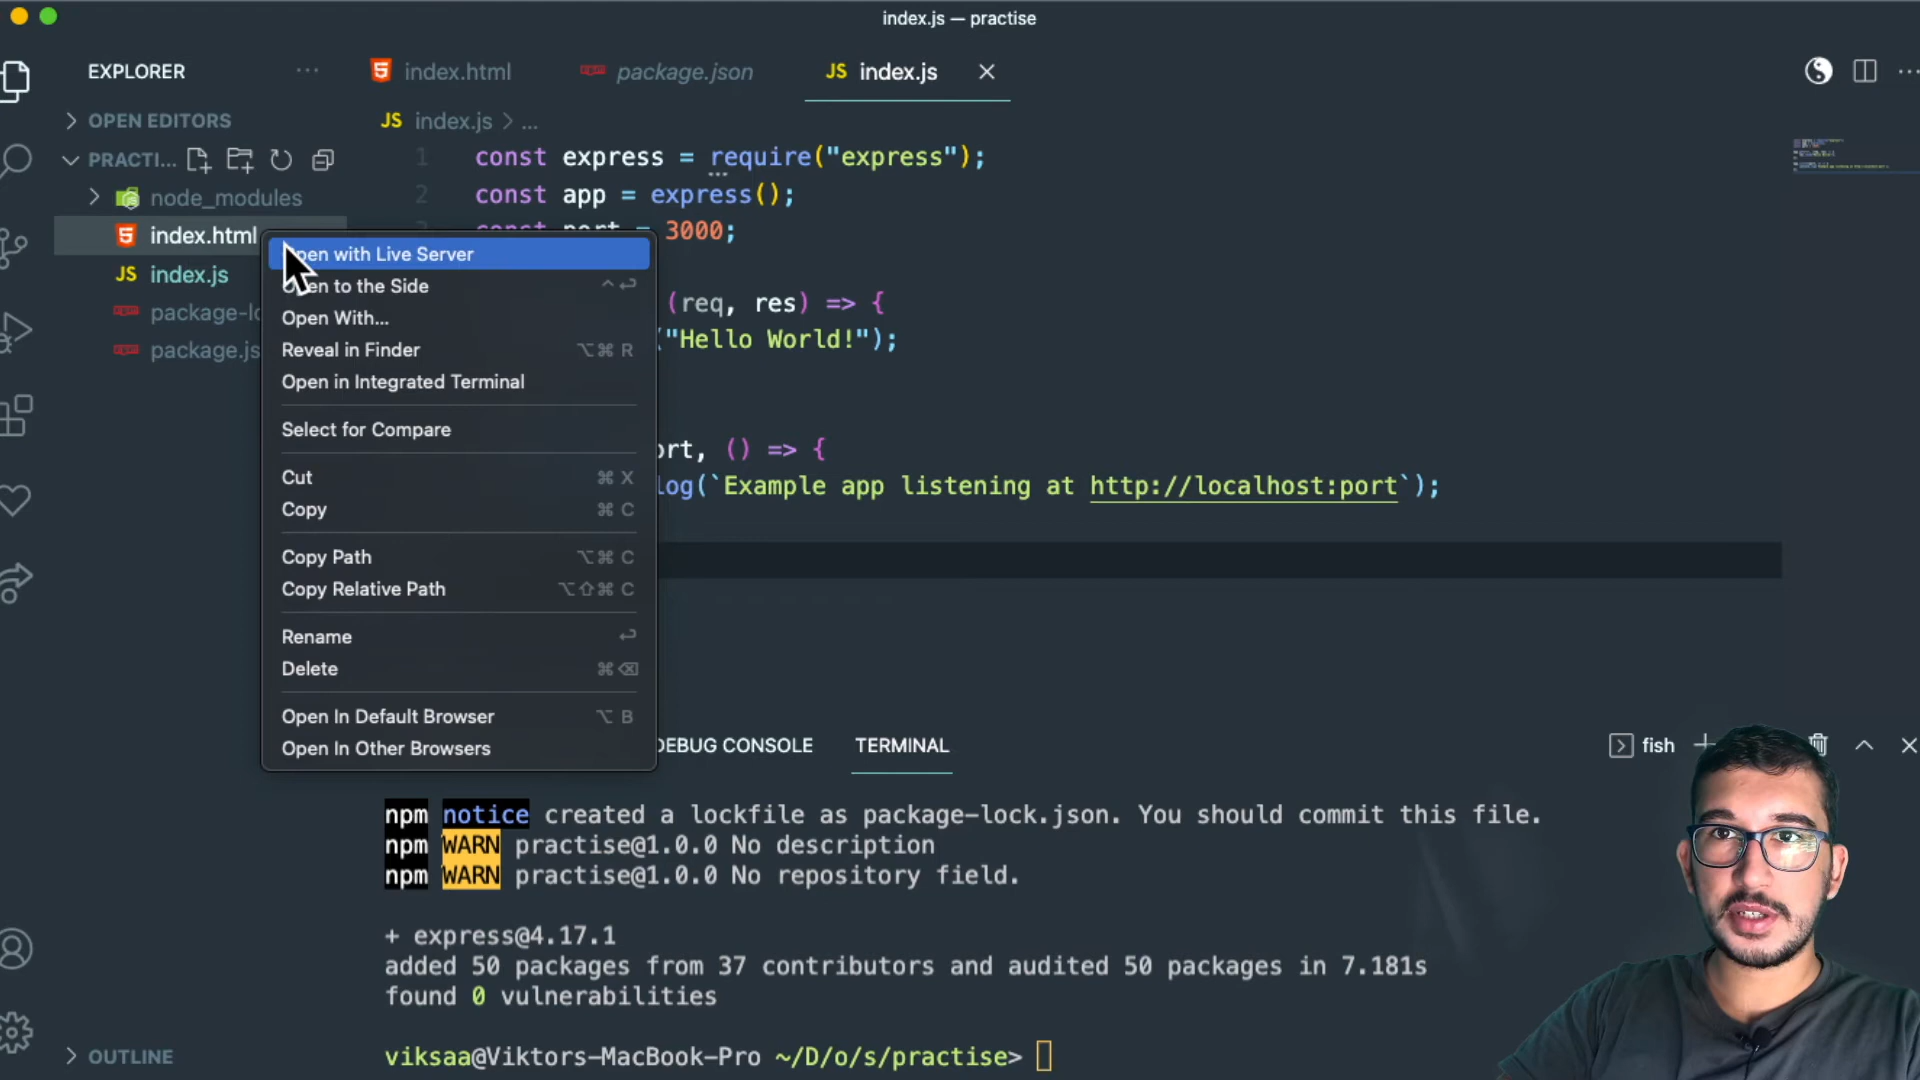 index.js — practise
EXPLORER
index.html
package.json
JS index.js
OPEN EDITORS
JS index.js > ...
PRACTI...
node_modules
index.html
JS index.js
package-lo
package.js
OUTLINE
1 const express = require("express");
2 const app = express();
const port = 3000;
(req, res) => {
("Hello World!");
ort, () => {
log(`Example app listening at http://localhost:port`);
Open with Live Server
Open to the Side ^ ⏎
Open With...
Reveal in Finder ⌥⌘ R
Open in Integrated Terminal
Select for Compare
Cut ⌘ X
Copy ⌘ C
Copy Path ⌥⌘ C
Copy Relative Path ⌥⇧⌘ C
Rename ⏎
Delete ⌘⌫
Open In Default Browser ⌥ B
Open In Other Browsers
DEBUG CONSOLE
TERMINAL
fish
npm notice created a lockfile as package-lock.json. You should commit this file.
npm WARN practise@1.0.0 No description
npm WARN practise@1.0.0 No repository field.
+ express@4.17.1
added 50 packages from 37 contributors and audited 50 packages in 7.181s
found 0 vulnerabilities
viksaa@Viktors-MacBook-Pro ~/D/o/s/practise>